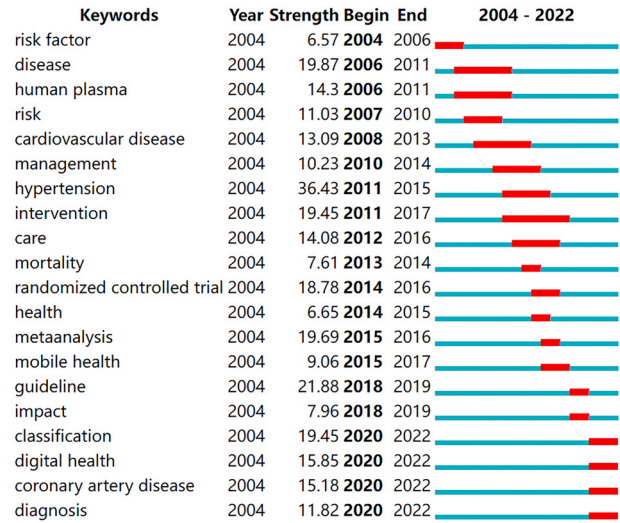 Keywords Year Strength Begin End 2004 - 2022
risk factor 2004 6.57 2004 2006
disease 2004 19.87 2006 2011
human plasma 2004 14.3 2006 2011
risk 2004 11.03 2007 2010
cardiovascular disease 2004 13.09 2008 2013
management 2004 10.23 2010 2014
hypertension 2004 36.43 2011 2015
intervention 2004 19.45 2011 2017
care 2004 14.08 2012 2016
mortality 2004 7.61 2013 2014
randomized controlled trial 2004 18.78 2014 2016
health 2004 6.65 2014 2015
metaanalysis 2004 19.69 2015 2016
mobile health 2004 9.06 2015 2017
guideline 2004 21.88 2018 2019
impact 2004 7.96 2018 2019
classification 2004 19.45 2020 2022
digital health 2004 15.85 2020 2022
coronary artery disease 2004 15.18 2020 2022
diagnosis 2004 11.82 2020 2022